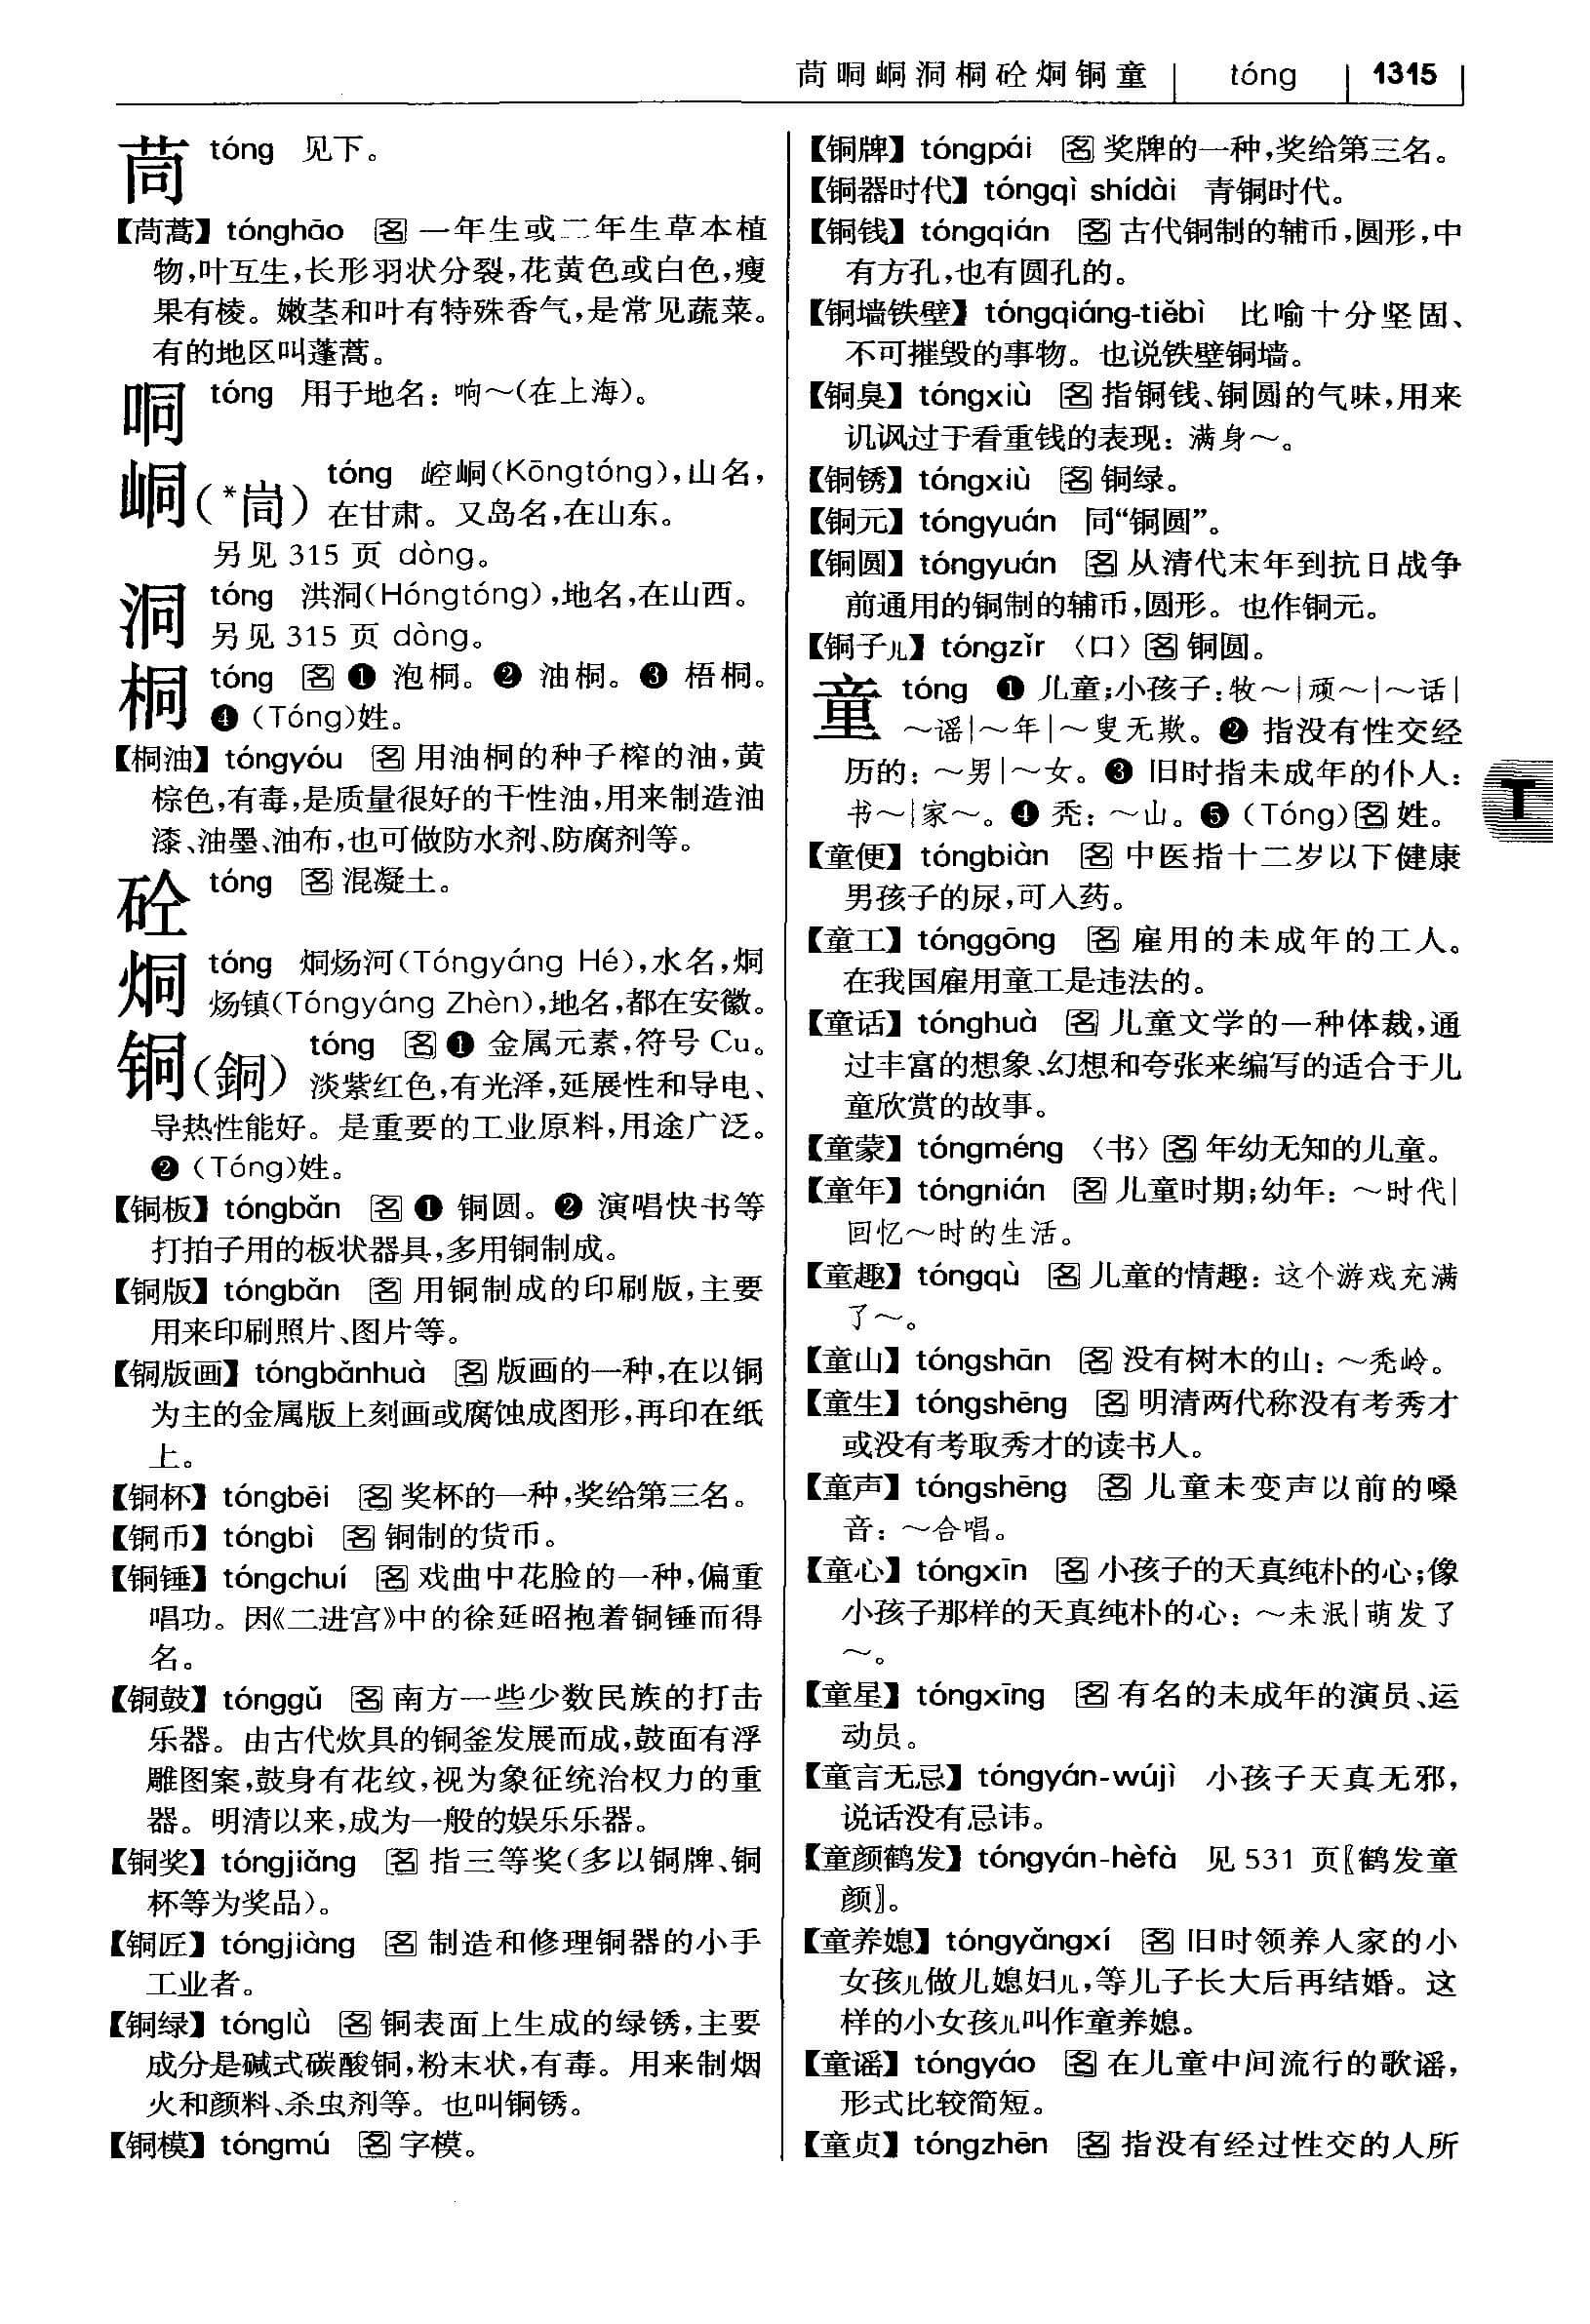 茼哃峒洞桐砼烔铜童 tóng 1315
茼 tóng 见下。
【茼蒿】 tónghāo 名 一年生或二年生草本植
物,叶互生,长形羽状分裂,花黄色或白色,瘦
果有棱。嫩茎和叶有特殊香气,是常见蔬菜。
有的地区叫蓬蒿。
哃 tóng 用于地名:响~(在上海)。
峒(*峝) tóng 崆峒(Kōngtóng),山名,
在甘肃。又岛名,在山东。
另见 315 页 dòng。
洞 tóng 洪洞(Hóngtóng),地名,在山西。
另见 315 页 dòng。
桐 tóng 名 ❶ 泡桐。❷ 油桐。❸ 梧桐。
❹ (Tóng)姓。
【桐油】 tóngyóu 名 用油桐的种子榨的油,黄
棕色,有毒,是质量很好的干性油,用来制造油
漆、油墨、油布,也可做防水剂、防腐剂等。
砼 tóng 名 混凝土。
烔 tóng 烔炀河(Tóngyáng Hé),水名,烔
炀镇(Tóngyáng Zhèn),地名,都在安徽。
铜(銅) tóng 名 ❶ 金属元素,符号 Cu。
淡紫红色,有光泽,延展性和导电、
导热性能好。是重要的工业原料,用途广泛。
❷ (Tóng)姓。
【铜板】 tóngbǎn 名 ❶ 铜圆。❷ 演唱快书等
打拍子用的板状器具,多用铜制成。
【铜版】 tóngbǎn 名 用铜制成的印刷版,主要
用来印刷照片、图片等。
【铜版画】 tóngbǎnhuà 名 版画的一种,在以铜
为主的金属版上刻画或腐蚀成图形,再印在纸
上。
【铜杯】 tóngbēi 名 奖杯的一种,奖给第三名。
【铜币】 tóngbì 名 铜制的货币。
【铜锤】 tóngchuí 名 戏曲中花脸的一种,偏重
唱功。因《二进宫》中的徐延昭抱着铜锤而得
名。
【铜鼓】 tónggǔ 名 南方一些少数民族的打击
乐器。由古代炊具的铜釜发展而成,鼓面有浮
雕图案,鼓身有花纹,视为象征统治权力的重
器。明清以来,成为一般的娱乐乐器。
【铜奖】 tóngjiǎng 名 指三等奖(多以铜牌、铜
杯等为奖品)。
【铜匠】 tóngjiàng 名 制造和修理铜器的小手
工业者。
【铜绿】 tónglǜ 名 铜表面上生成的绿锈,主要
成分是碱式碳酸铜,粉末状,有毒。用来制烟
火和颜料、杀虫剂等。也叫铜锈。
【铜模】 tóngmú 名 字模。
【铜牌】 tóngpái 名 奖牌的一种,奖给第三名。
【铜器时代】 tóngqì shídài 青铜时代。
【铜钱】 tóngqián 名 古代铜制的辅币,圆形,中
有方孔,也有圆孔的。
【铜墙铁壁】 tóngqiáng-tiěbì 比喻十分坚固、
不可摧毁的事物。也说铁壁铜墙。
【铜臭】 tóngxiù 名 指铜钱、铜圆的气味,用来
讥讽过于看重钱的表现:满身~。
【铜锈】 tóngxiù 名 铜绿。
【铜元】 tóngyuán 同“铜圆”。
【铜圆】 tóngyuán 名 从清代末年到抗日战争
前通用的铜制的辅币,圆形。也作铜元。
【铜子儿】 tóngzǐr 〈口〉名 铜圆。
童 tóng ❶ 儿童;小孩子:牧~|顽~|~话|
~谣|~年|~叟无欺。❷ 指没有性交经
历的:~男|~女。❸ 旧时指未成年的仆人:
书~|家~。❹ 秃:~山。❺ (Tóng)名 姓。
T
【童便】 tóngbiàn 名 中医指十二岁以下健康
男孩子的尿,可入药。
【童工】 tónggōng 名 雇用的未成年的工人。
在我国雇用童工是违法的。
【童话】 tónghuà 名 儿童文学的一种体裁,通
过丰富的想象、幻想和夸张来编写的适合于儿
童欣赏的故事。
【童蒙】 tóngméng 〈书〉名 年幼无知的儿童。
【童年】 tóngnián 名 儿童时期;幼年:~时代|
回忆~时的生活。
【童趣】 tóngqù 名 儿童的情趣:这个游戏充满
了~。
【童山】 tóngshān 名 没有树木的山:~秃岭。
【童生】 tóngshēng 名 明清两代称没有考秀才
或没有考取秀才的读书人。
【童声】 tóngshēng 名 儿童未变声以前的嗓
音:~合唱。
【童心】 tóngxīn 名 小孩子的天真纯朴的心;像
小孩子那样的天真纯朴的心:~未泯|萌发了
~。
【童星】 tóngxīng 名 有名的未成年的演员、运
动员。
【童言无忌】 tóngyán-wújì 小孩子天真无邪,
说话没有忌讳。
【童颜鹤发】 tóngyán-hèfà 见 531 页〖鹤发童
颜〗。
【童养媳】 tóngyǎngxí 名 旧时领养人家的小
女孩儿做儿媳妇儿,等儿子长大后再结婚。这
样的小女孩儿叫作童养媳。
【童谣】 tóngyáo 名 在儿童中间流行的歌谣,
形式比较简短。
【童贞】 tóngzhēn 名 指没有经过性交的人所